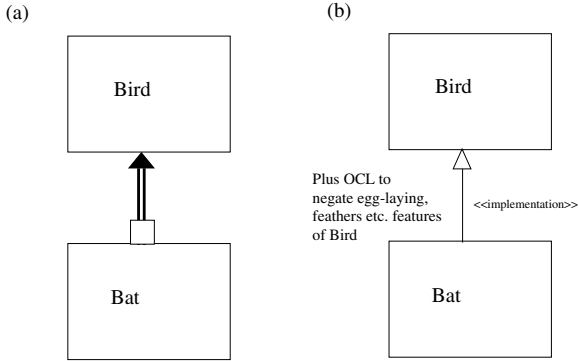 (a)
Bird
Bat
(b)
Bird
Plus OCL to
negate egg-laying,
feathers etc. features
of Bird
<<implementation>>
Bat